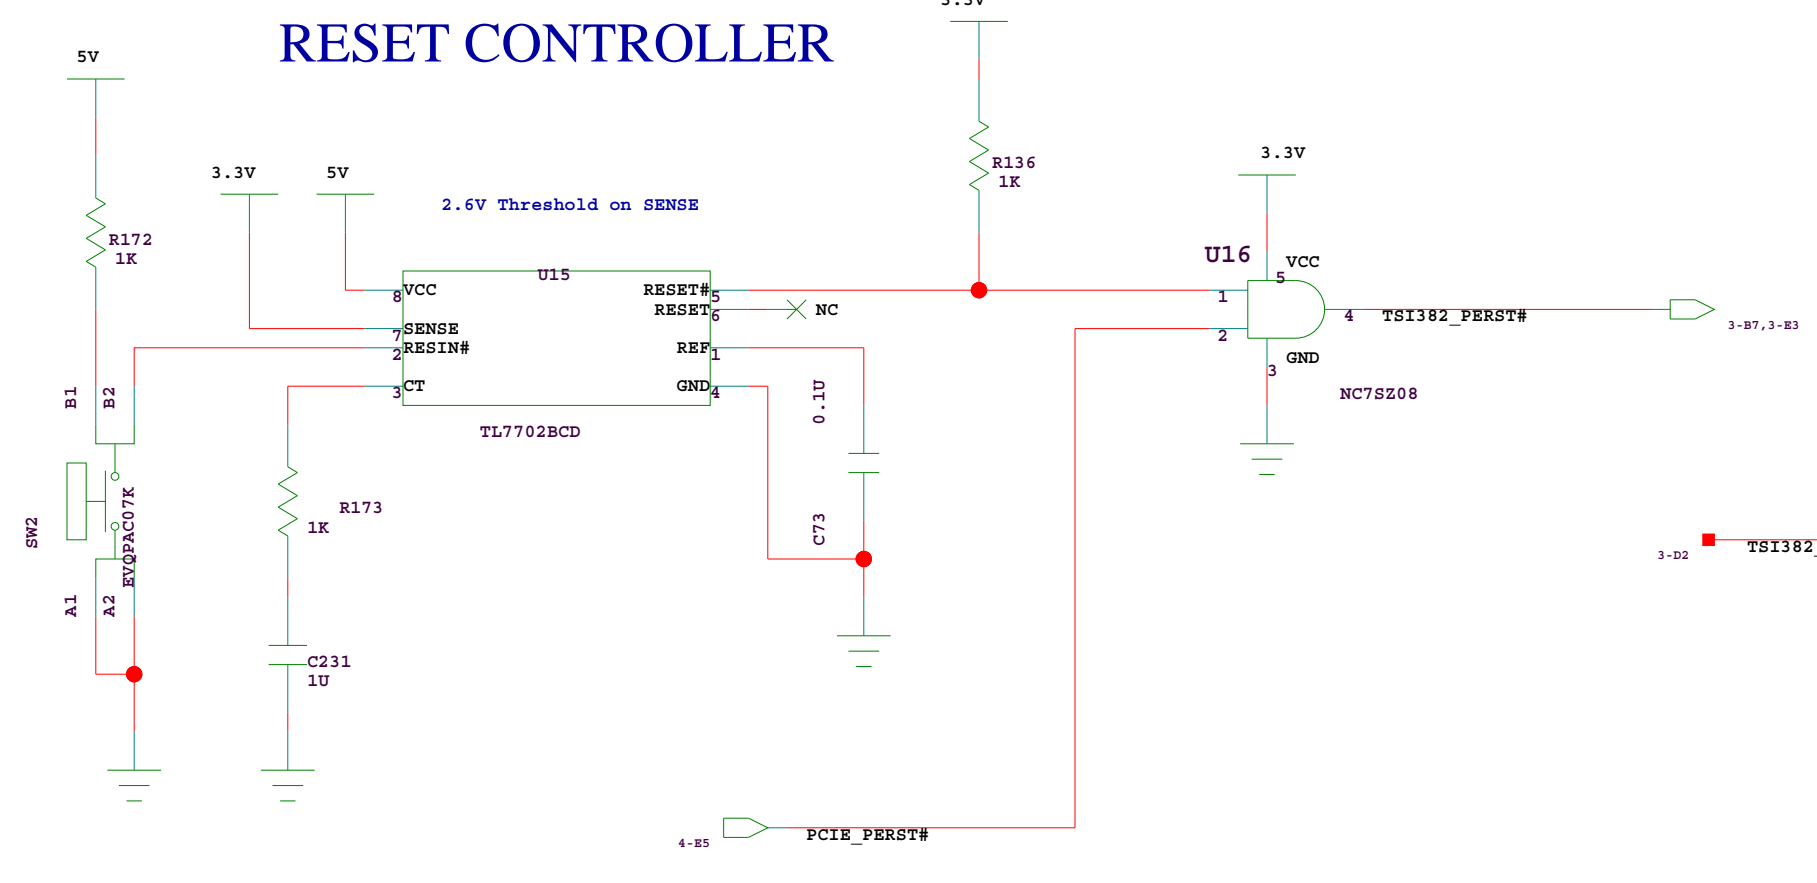 RESET CONTROLLER
3.3V
5V
R172
1K
3.3V
5V
2.6V Threshold on SENSE
U15
8
VCC
7
SENSE
2
RESIN#
3
CT
RESET#
5
RESET
6
NC
REF
1
GND
4
TL7702BCD
R136
1K
3.3V
U16
VCC
5
1
2
4
TSI382_PERST#
3-B7,3-E3
GND
3
NC7SZ08
B1
B2
SW2
EVQPAC07K
A1
A2
R173
1K
C231
1U
0.1U
C73
3-D2
TSI382_
4-E5
PCIE_PERST#